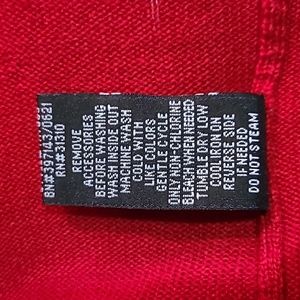 BN#397143/0621
RN#31310
REMOVE
ACCESSORIES
BEFORE WASHING
WASH INSIDE OUT
MACHINE WASH
COLD WITH
LIKE COLORS
GENTLE CYCLE
ONLY NON-CHLORINE
BLEACH WHEN NEEDED
TUMBLE DRY LOW
COOL IRON ON
REVERSE SIDE
IF NEEDED
DO NOT STEAM